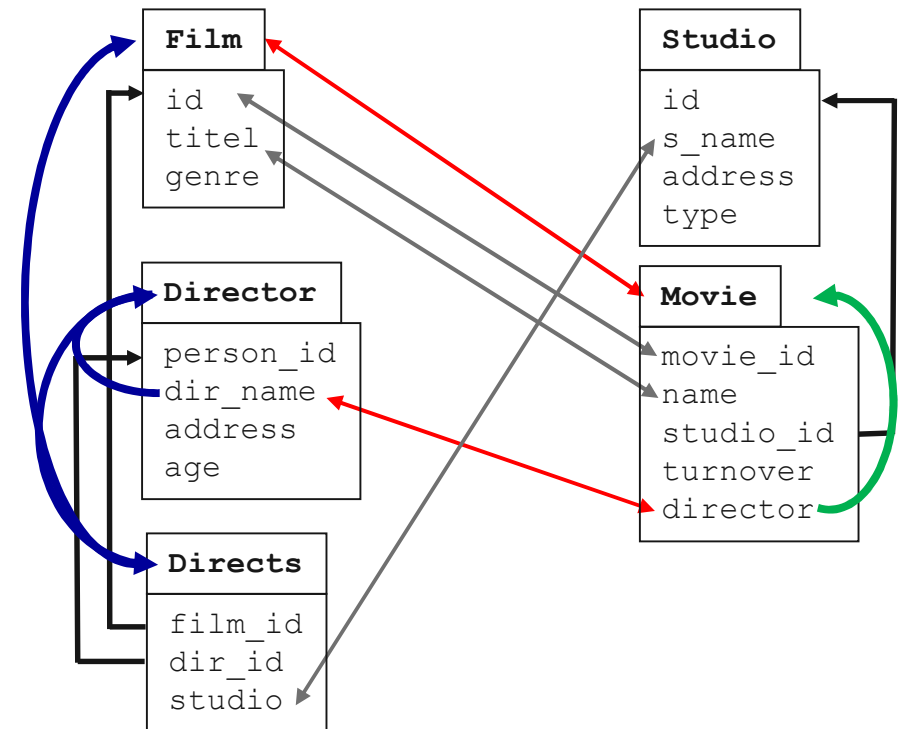 Film
id
titel
genre
Director
person_id
dir_name
address
age
Directs
film_id
dir_id
studio
Studio
id
s_name
address
type
Movie
movie_id
name
studio_id
turnover
director